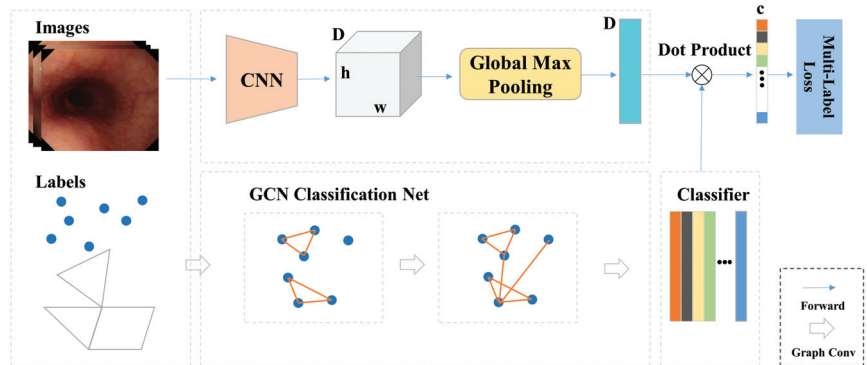 Images
CNN
D
h
w
Global Max
Pooling
D
Dot Product
c
Multi-Label
Loss
Labels
GCN Classification Net
Classifier
Forward
Graph Conv